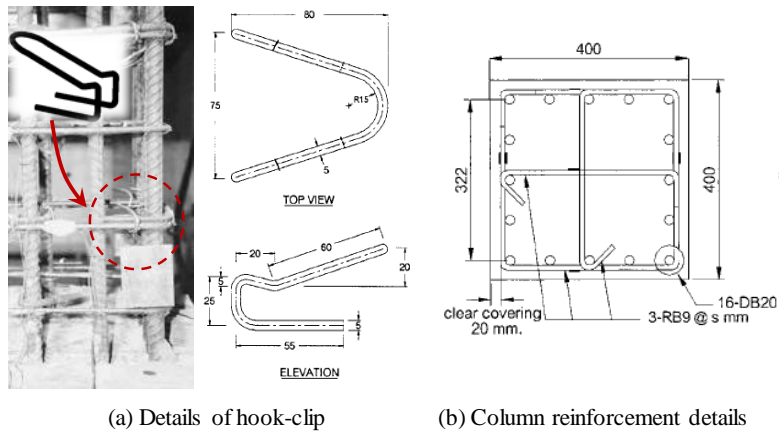 80
75
R15
5
TOP VIEW
20
60
20
5
25
5
55
ELEVATION
400
322
400
16-DB20
clear covering
20 mm.
3-RB9 @ s mm
(a) Details of hook-clip
(b) Column reinforcement details